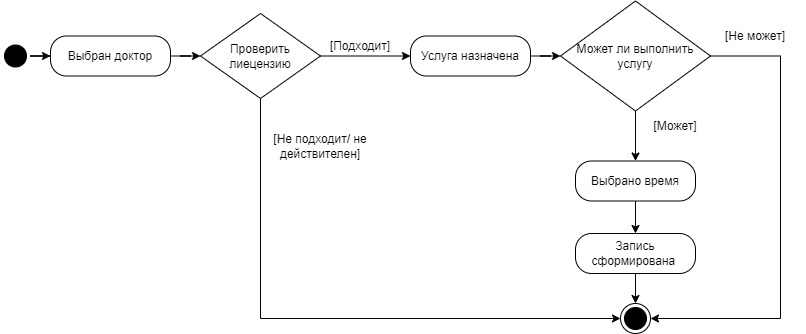 Выбран доктор
Проверить
лиецензию
[Подходит]
Услуга назначена
Может ли выполнить
услугу
[Не может]
[Не подходит/ не
действителен]
[Может]
Выбрано время
Запись
сформирована